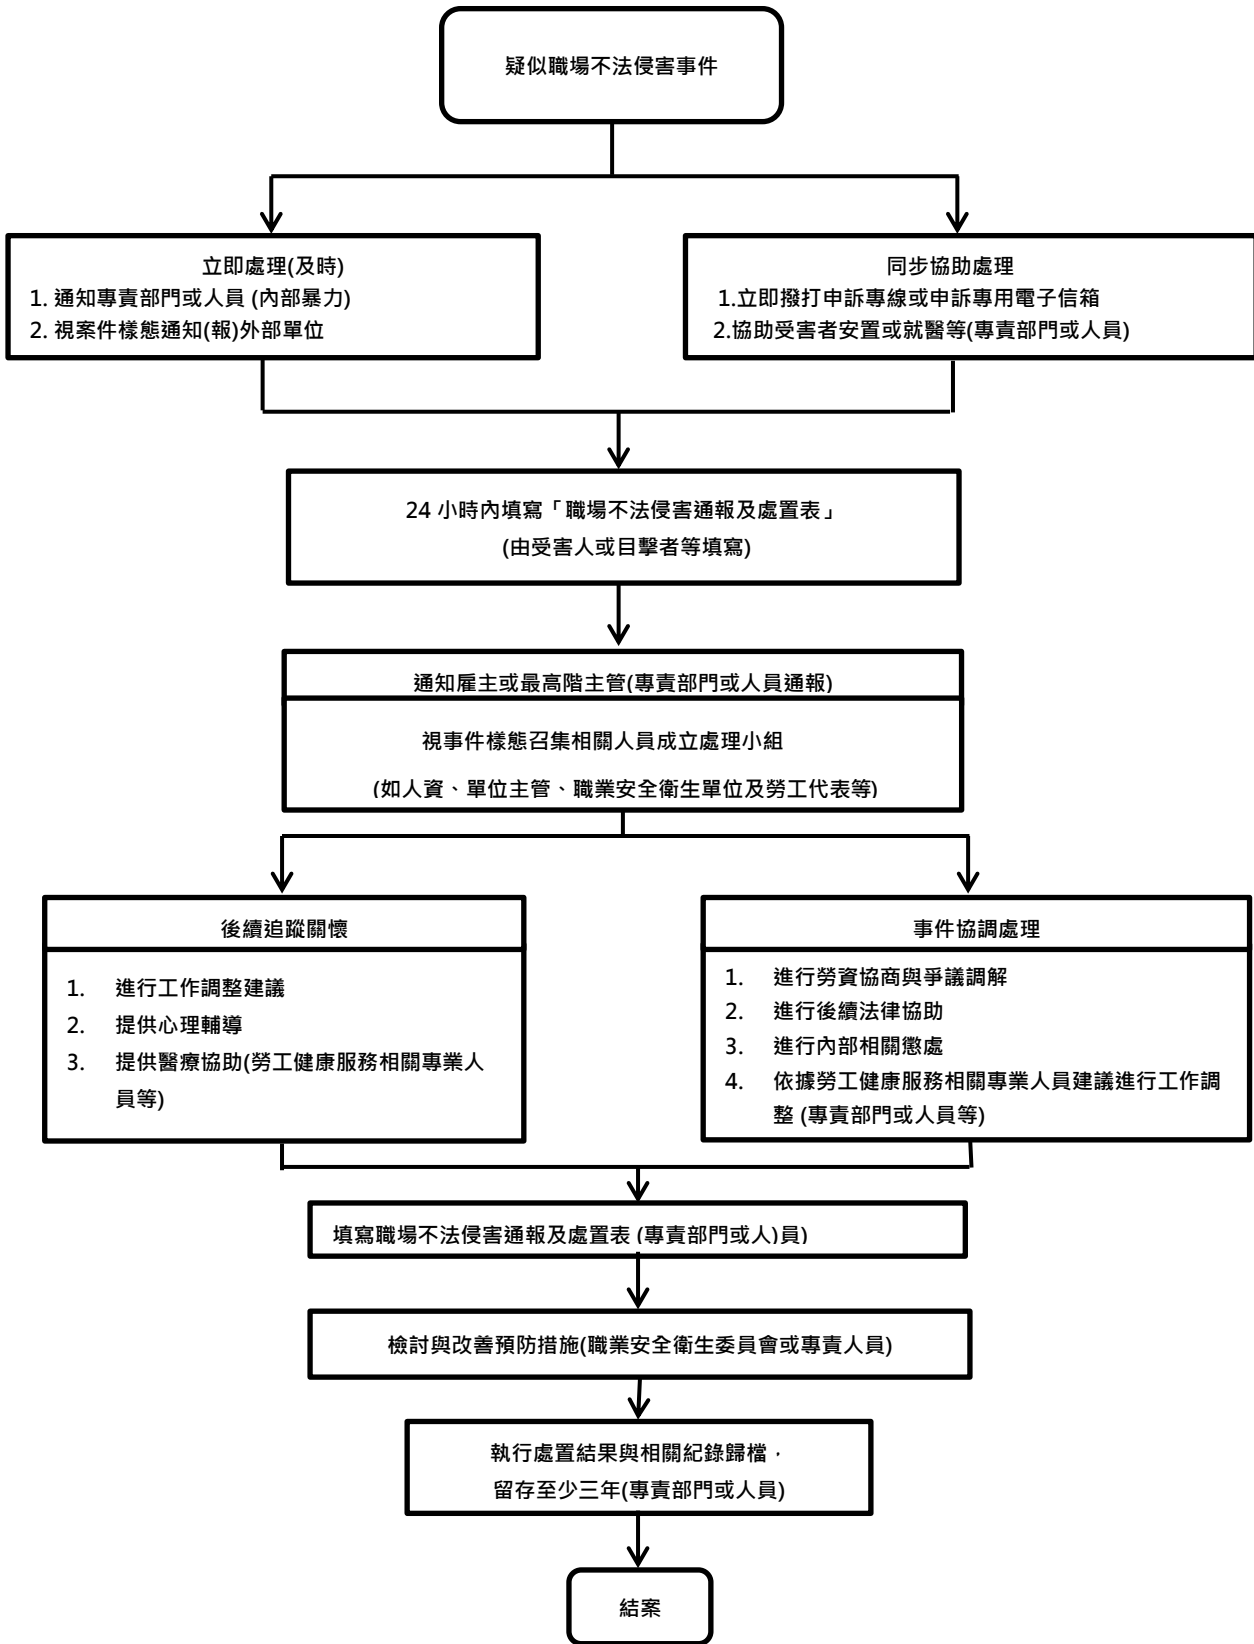 疑似職場不法侵害事件
立即處理(及時)
1. 通知專責部門或人員 (內部暴力)
2. 視案件樣態通知(報)外部單位
同步協助處理
1.立即撥打申訴專線或申訴專用電子信箱
2.協助受害者安置或就醫等(專責部門或人員)
24 小時內填寫「職場不法侵害通報及處置表」
(由受害人或目擊者等填寫)
通知雇主或最高階主管(專責部門或人員通報)
視事件樣態召集相關人員成立處理小組
(如人資、單位主管、職業安全衛生單位及勞工代表等)
後續追蹤關懷
1. 進行工作調整建議
2. 提供心理輔導
3. 提供醫療協助(勞工健康服務相關專業人
員等)
事件協調處理
1. 進行勞資協商與爭議調解
2. 進行後續法律協助
3. 進行內部相關懲處
4. 依據勞工健康服務相關專業人員建議進行工作調
整 (專責部門或人員等)
填寫職場不法侵害通報及處置表 (專責部門或人)員)
檢討與改善預防措施(職業安全衛生委員會或專責人員)
執行處置結果與相關紀錄歸檔，
留存至少三年(專責部門或人員)
結案